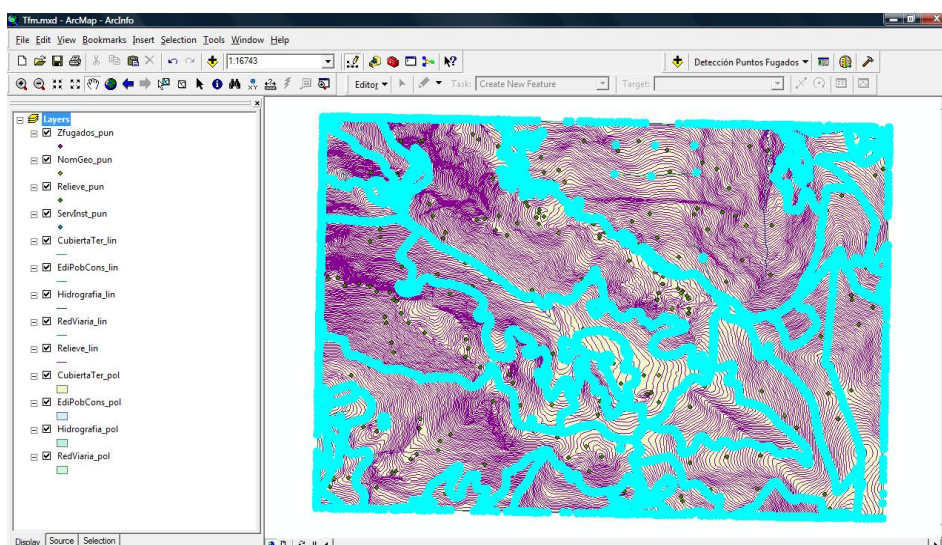 Tfm.mxd - ArcMap - ArcInfo
File Edit View Bookmarks Insert Selection Tools Window Help
1:16743
Detección Puntos Fugados
Editor Task: Create New Feature Target:
Layers
Zfugados_pun
NomGeo_pun
Relieve_pun
ServInst_pun
CubiertaTer_lin
EdiPobCons_lin
Hidrografia_lin
RedViaria_lin
Relieve_lin
CubiertaTer_pol
EdiPobCons_pol
Hidrografia_pol
RedViaria_pol
Display Source Selection